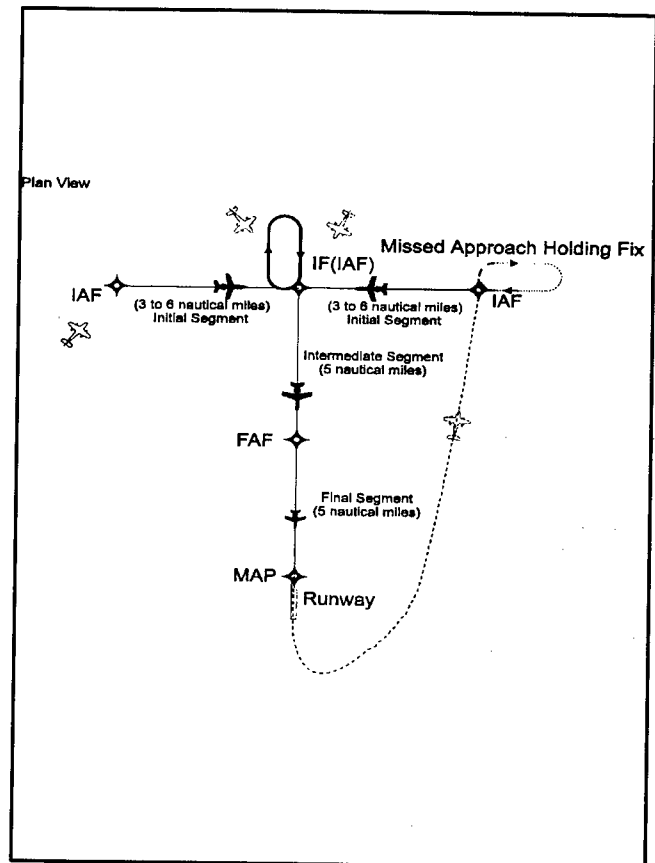 Plan View
Missed Approach Holding Fix
IF(IAF)
IAF
(3 to 6 nautical miles)
Initial Segment
(3 to 6 nautical miles)
Initial Segment
IAF
Intermediate Segment
(5 nautical miles)
FAF
Final Segment
(5 nautical miles)
MAP
Runway